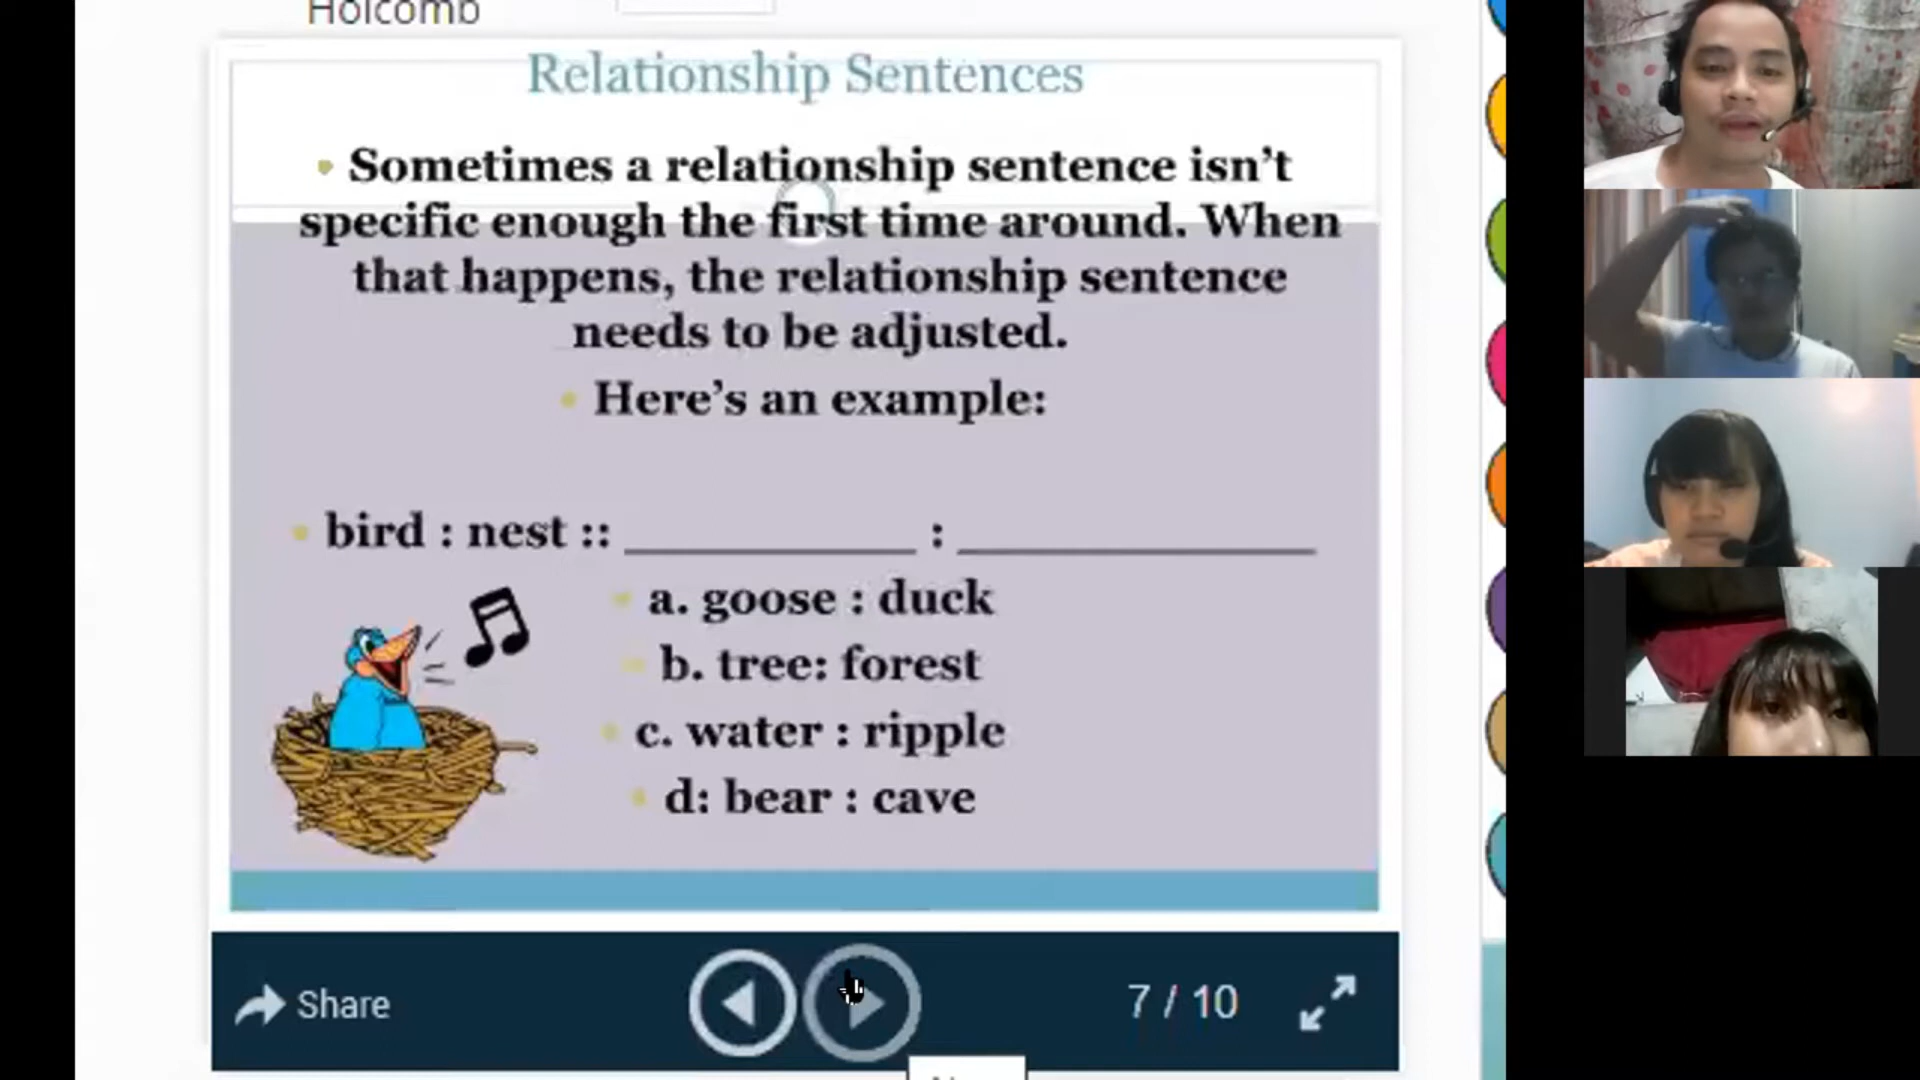 Holcomb
Relationship Sentences
• Sometimes a relationship sentence isn't
specific enough the first time around. When
that happens, the relationship sentence
needs to be adjusted.
• Here's an example:
• bird : nest :: ____________ : _______________
• a. goose : duck
• b. tree: forest
• c. water : ripple
• d: bear : cave
Share
7 / 10